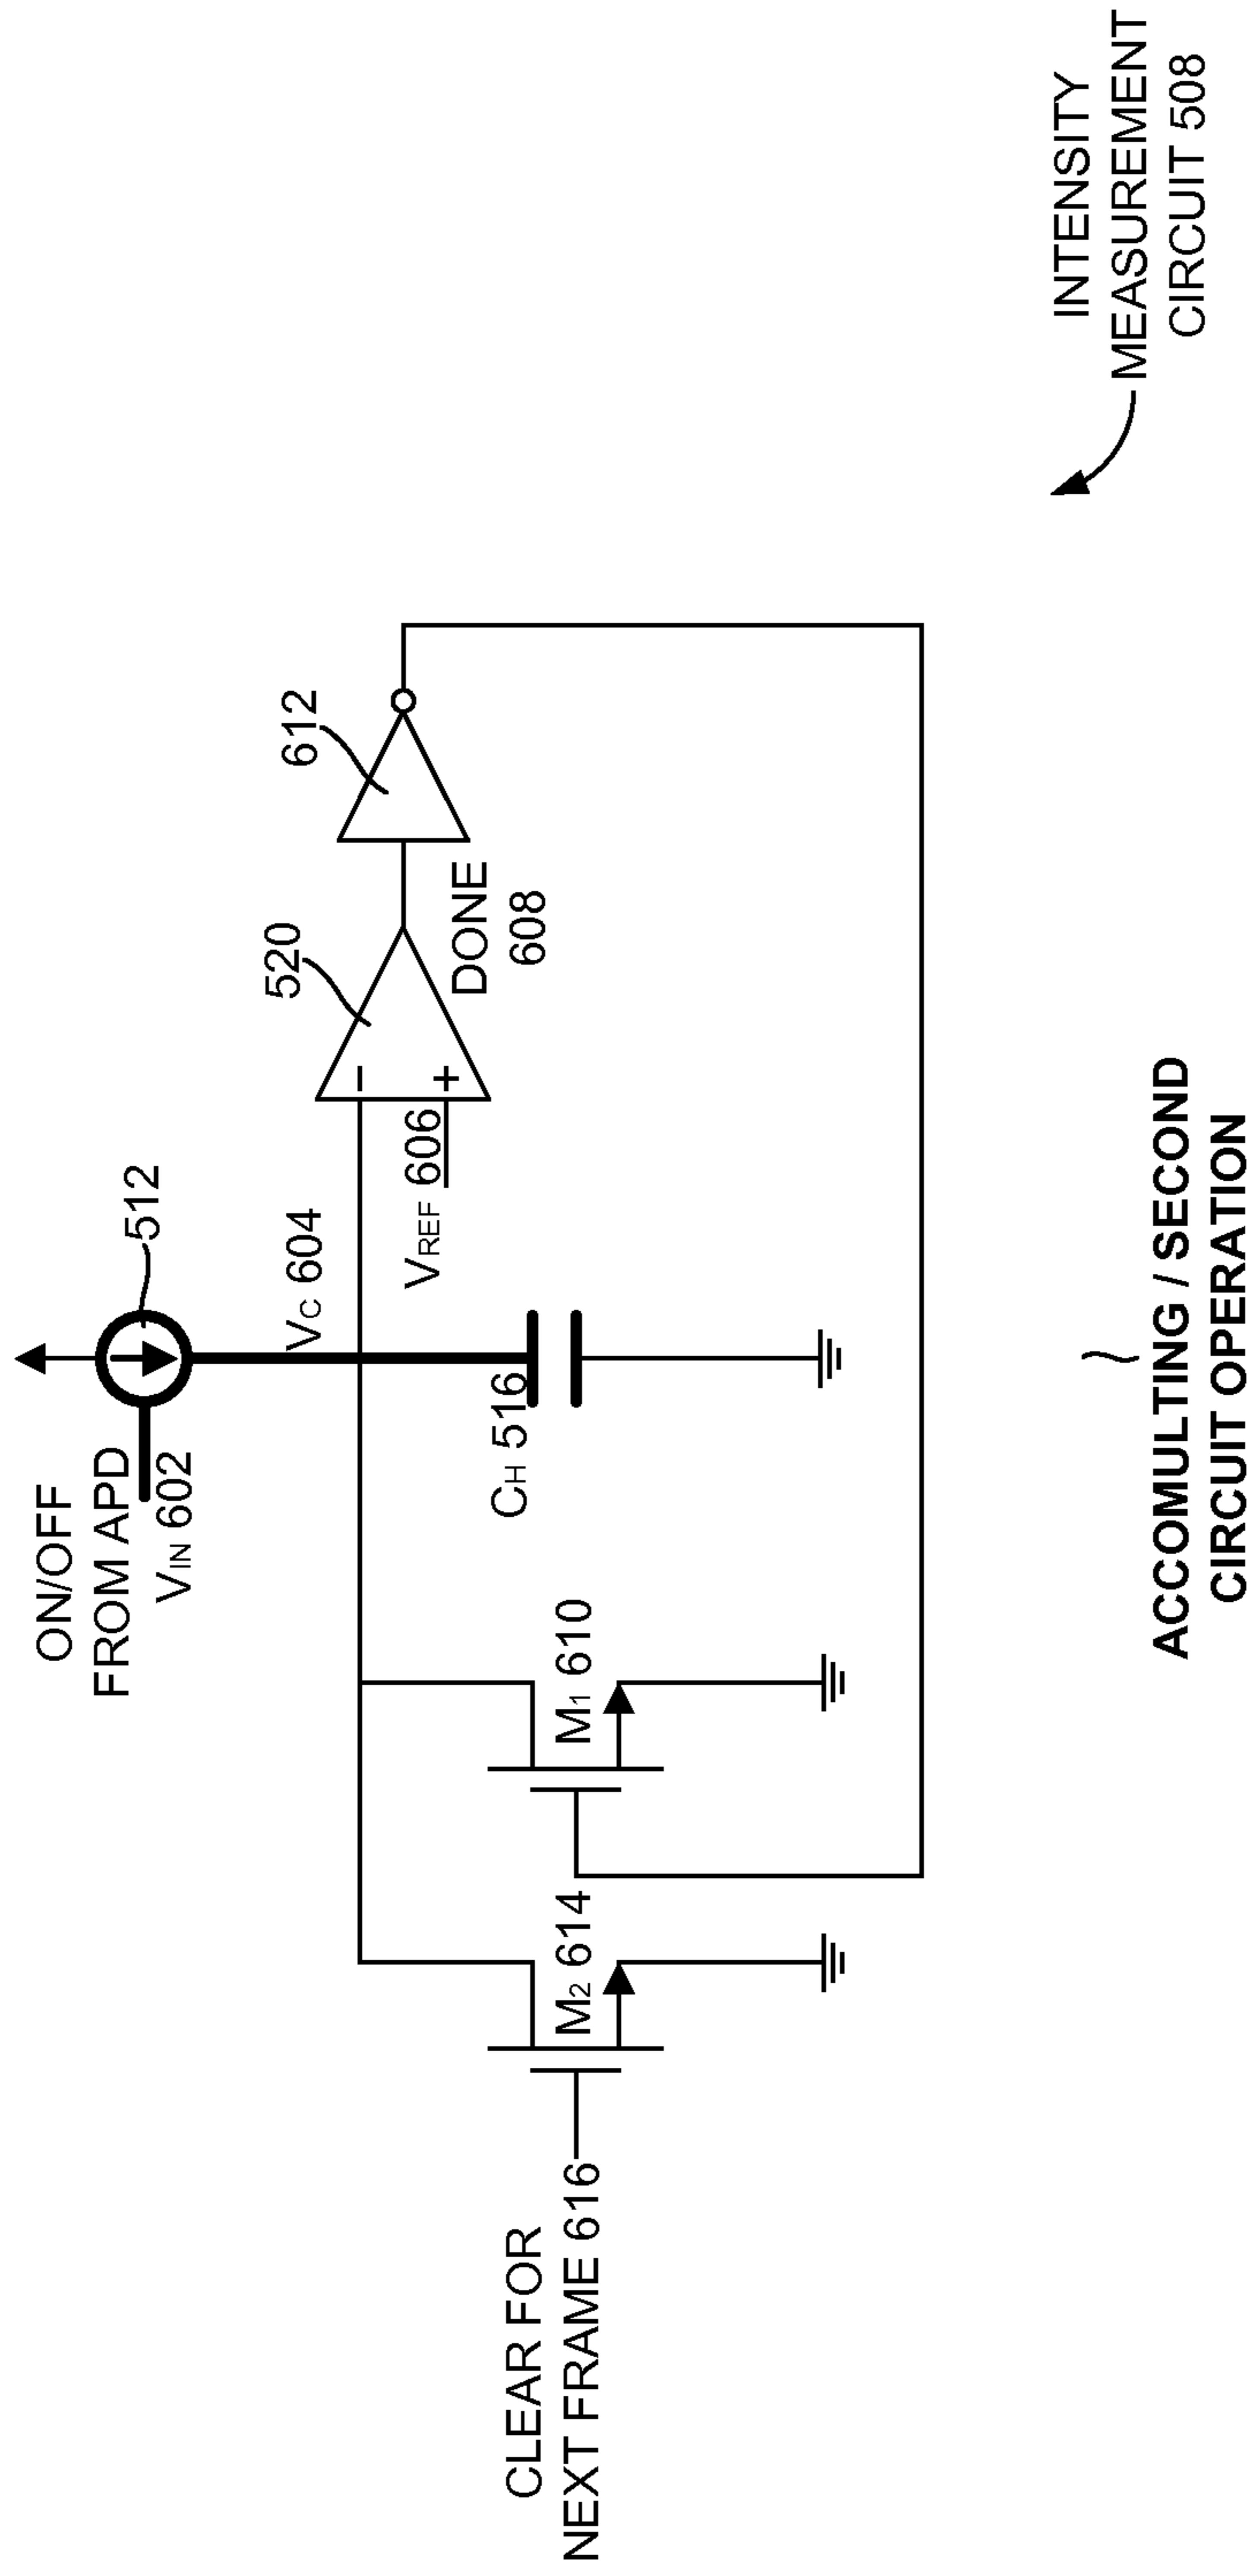 ON/OFF
FROM APD
VIN 602
512
VC 604
VREF 606
520
612
DONE
608
CH 516
M1 610
M2 614
CLEAR FOR
NEXT FRAME 616
INTENSITY
MEASUREMENT
CIRCUIT 508
ACCOMULTING / SECOND
CIRCUIT OPERATION
- +